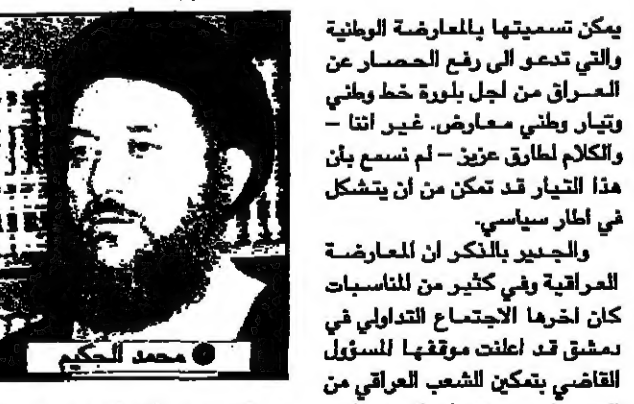 يمكن تسميتها بالمعارضة الوطنية
والتي تدعو الى رفع الحصار عن
العراق من اجل بلورة خط وطني
وتيار وطني معارض. غير اننا –
والكلام لطارق عزيز – لم نسمع بأن
هذا التيار قد تمكن من ان يتشكل
في اطار سياسي.
والجدير بالذكر ان المعارضة
العراقية وفي كثير من المناسبات
كان اخرها الاجتماع التداولي في
دمشق قد اعلنت موقفها المسؤول
القاضي بتمكين الشعب العراقي من
محمد الحكيم